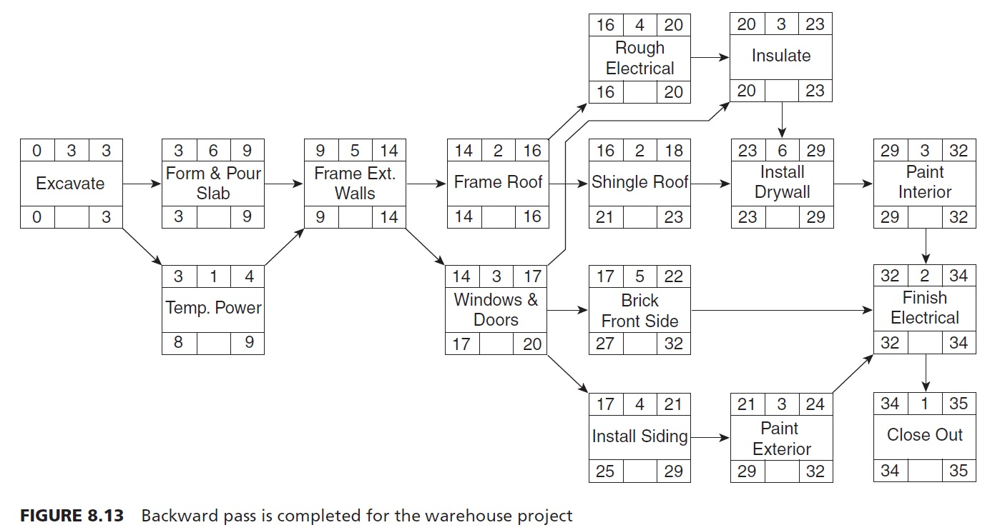 16 4 20
Rough
Electrical
16 20
20 3 23
Insulate
20 23
0 3 3
Excavate
0 3
3 6 9
Form & Pour
Slab
3 9
9 5 14
Frame Ext.
Walls
9 14
14 2 16
Frame Roof
14 16
16 2 18
Shingle Roof
21 23
23 6 29
Install
Drywall
23 29
29 3 32
Paint
Interior
29 32
3 1 4
Temp. Power
8 9
14 3 17
Windows &
Doors
17 20
17 5 22
Brick
Front Side
27 32
32 2 34
Finish
Electrical
32 34
17 4 21
Install Siding
25 29
21 3 24
Paint
Exterior
29 32
34 1 35
Close Out
34 35
FIGURE 8.13 Backward pass is completed for the warehouse project